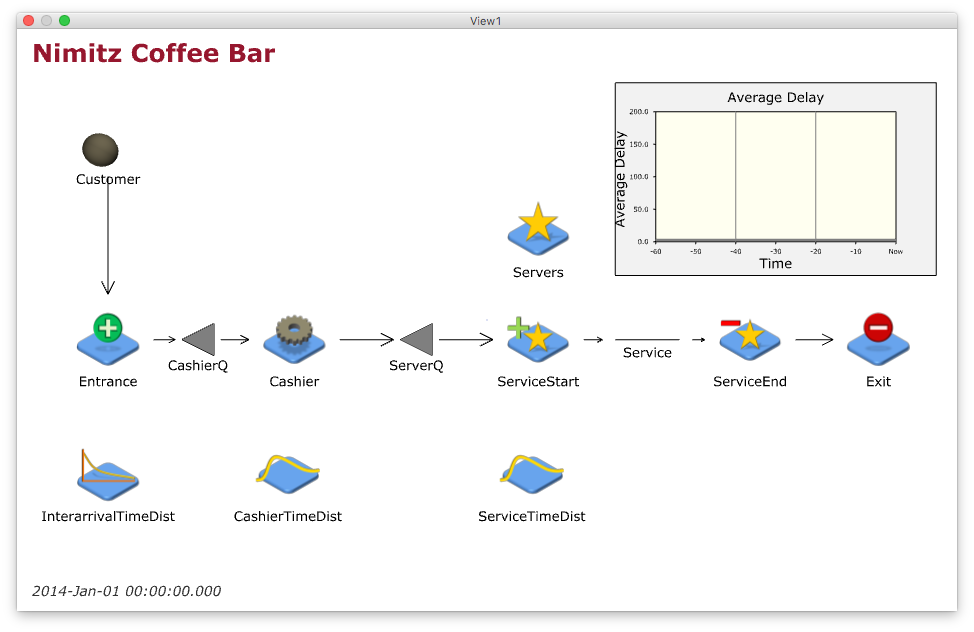 View1
Nimitz Coffee Bar
Average Delay
200.0
150.0
100.0
50.0
0.0
Average Delay
-60 -50 -40 -30 -20 -10 Now
Time
Customer
Servers
CashierQ
ServerQ
Service
Entrance
Cashier
ServiceStart
ServiceEnd
Exit
InterarrivalTimeDist
CashierTimeDist
ServiceTimeDist
2014-Jan-01 00:00:00.000